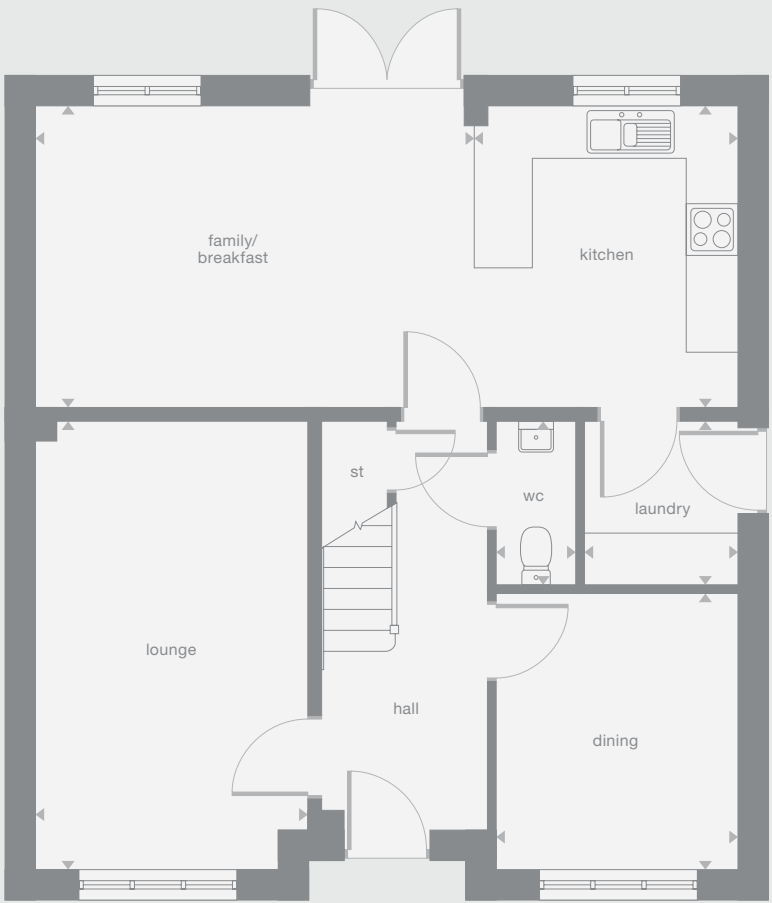 family/
breakfast
kitchen
st
wc
laundry
lounge
hall
dining